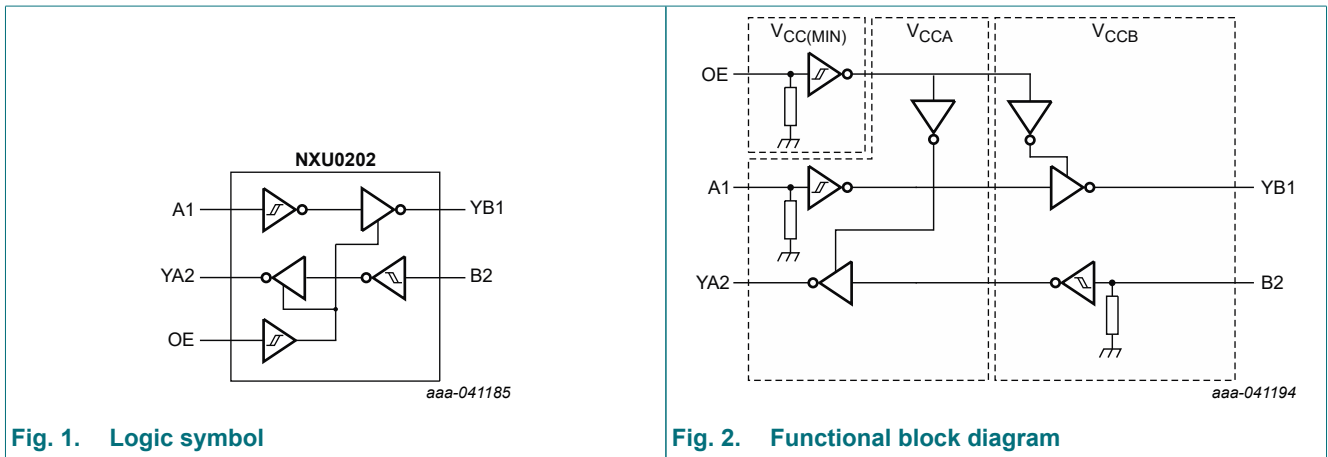 NXU0202
A1
YB1
YA2
B2
OE
aaa-041185
Fig. 1. Logic symbol
VCC(MIN)
VCCA
VCCB
OE
A1
YB1
YA2
B2
aaa-041194
Fig. 2. Functional block diagram